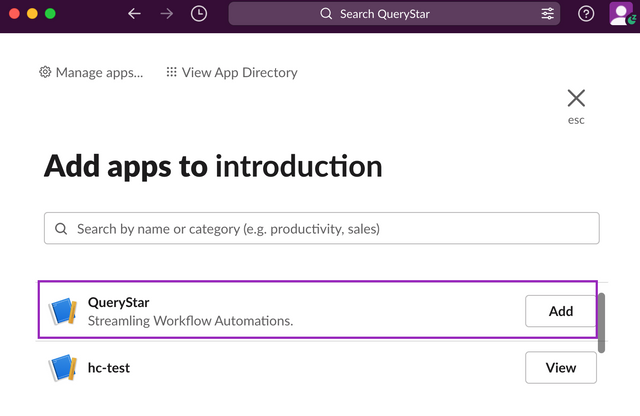 Search QueryStar
Manage apps... View App Directory
esc
Add apps to introduction
Search by name or category (e.g. productivity, sales)
QueryStar
Streamling Workflow Automations.
Add
hc-test
View